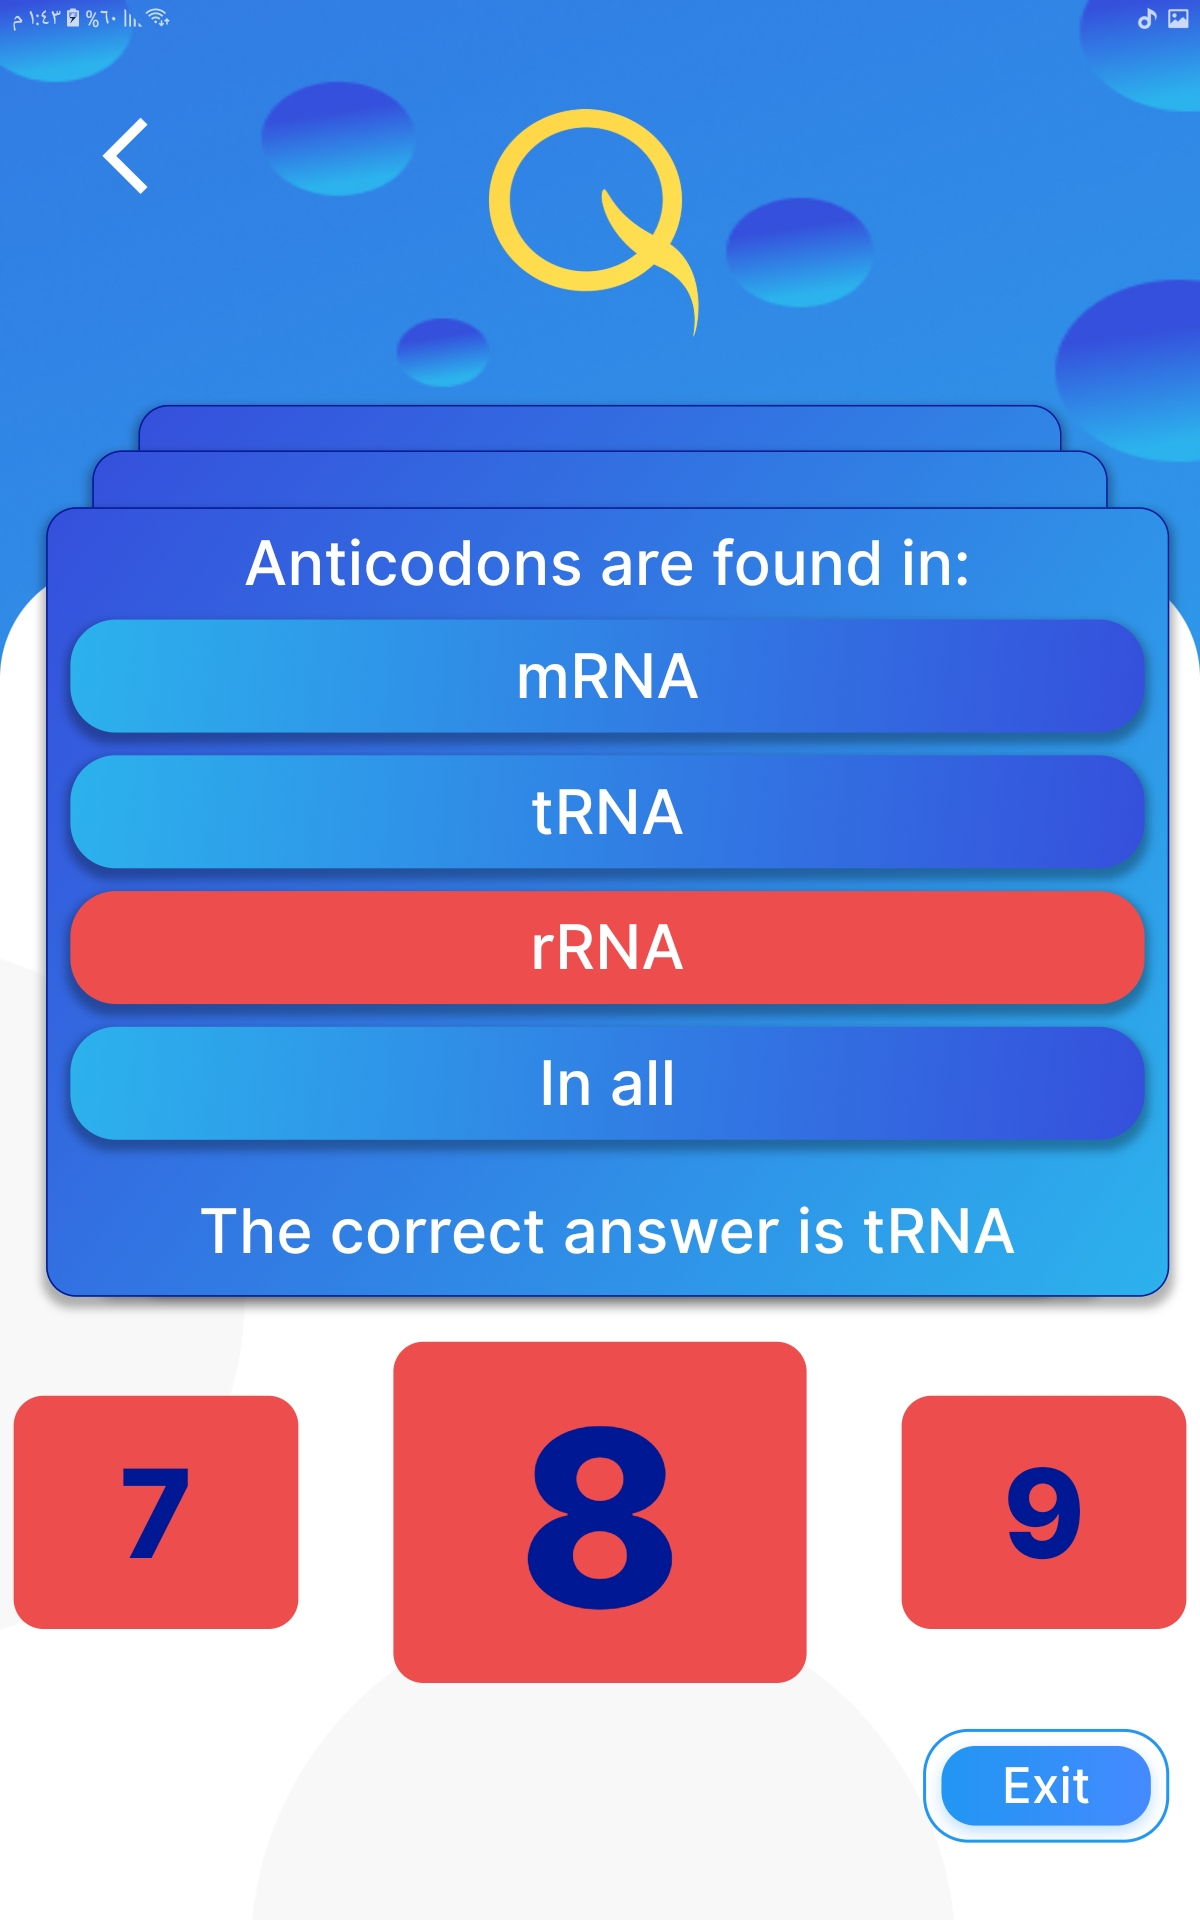 م ١:٤٣ %٦٠
Anticodons are found in:
mRNA
tRNA
rRNA
In all
The correct answer is tRNA
7 8 9
Exit